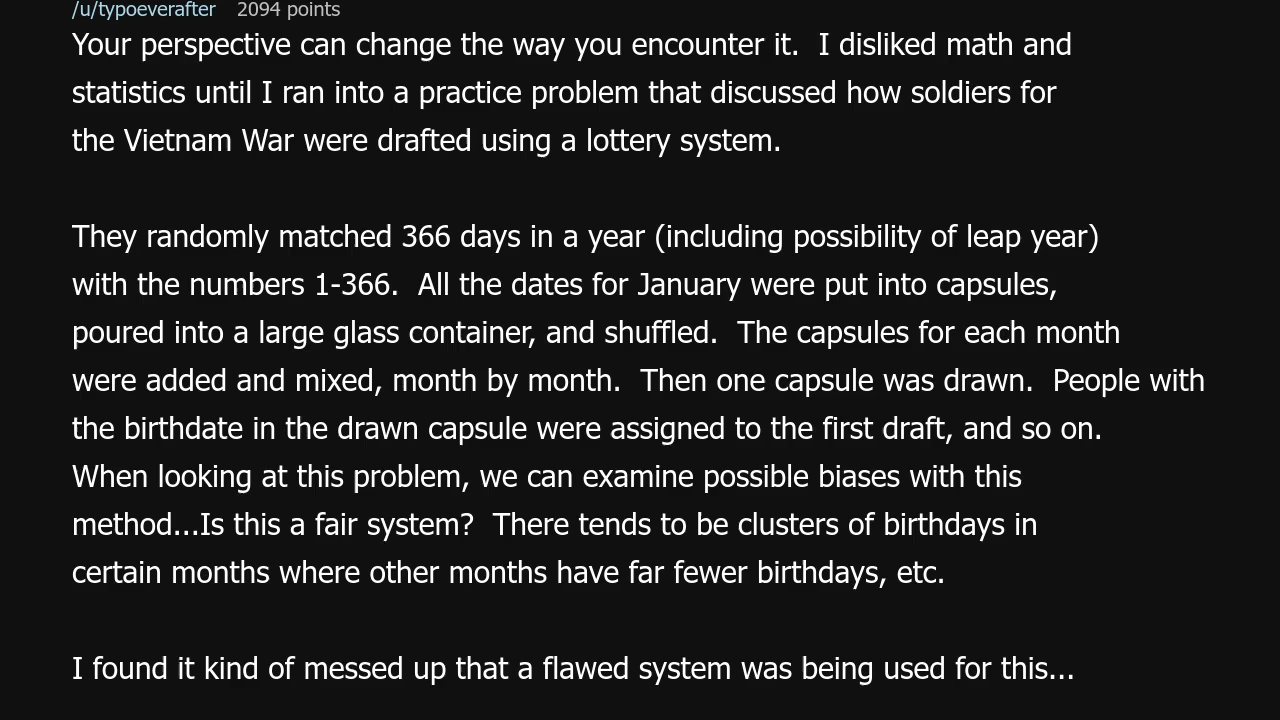 /u/typoeverafter 2094 points
Your perspective can change the way you encounter it.  I disliked math and
statistics until I ran into a practice problem that discussed how soldiers for
the Vietnam War were drafted using a lottery system.
They randomly matched 366 days in a year (including possibility of leap year)
with the numbers 1-366.  All the dates for January were put into capsules,
poured into a large glass container, and shuffled.  The capsules for each month
were added and mixed, month by month.  Then one capsule was drawn.  People with
the birthdate in the drawn capsule were assigned to the first draft, and so on.
When looking at this problem, we can examine possible biases with this
method...Is this a fair system?  There tends to be clusters of birthdays in
certain months where other months have far fewer birthdays, etc.
I found it kind of messed up that a flawed system was being used for this...